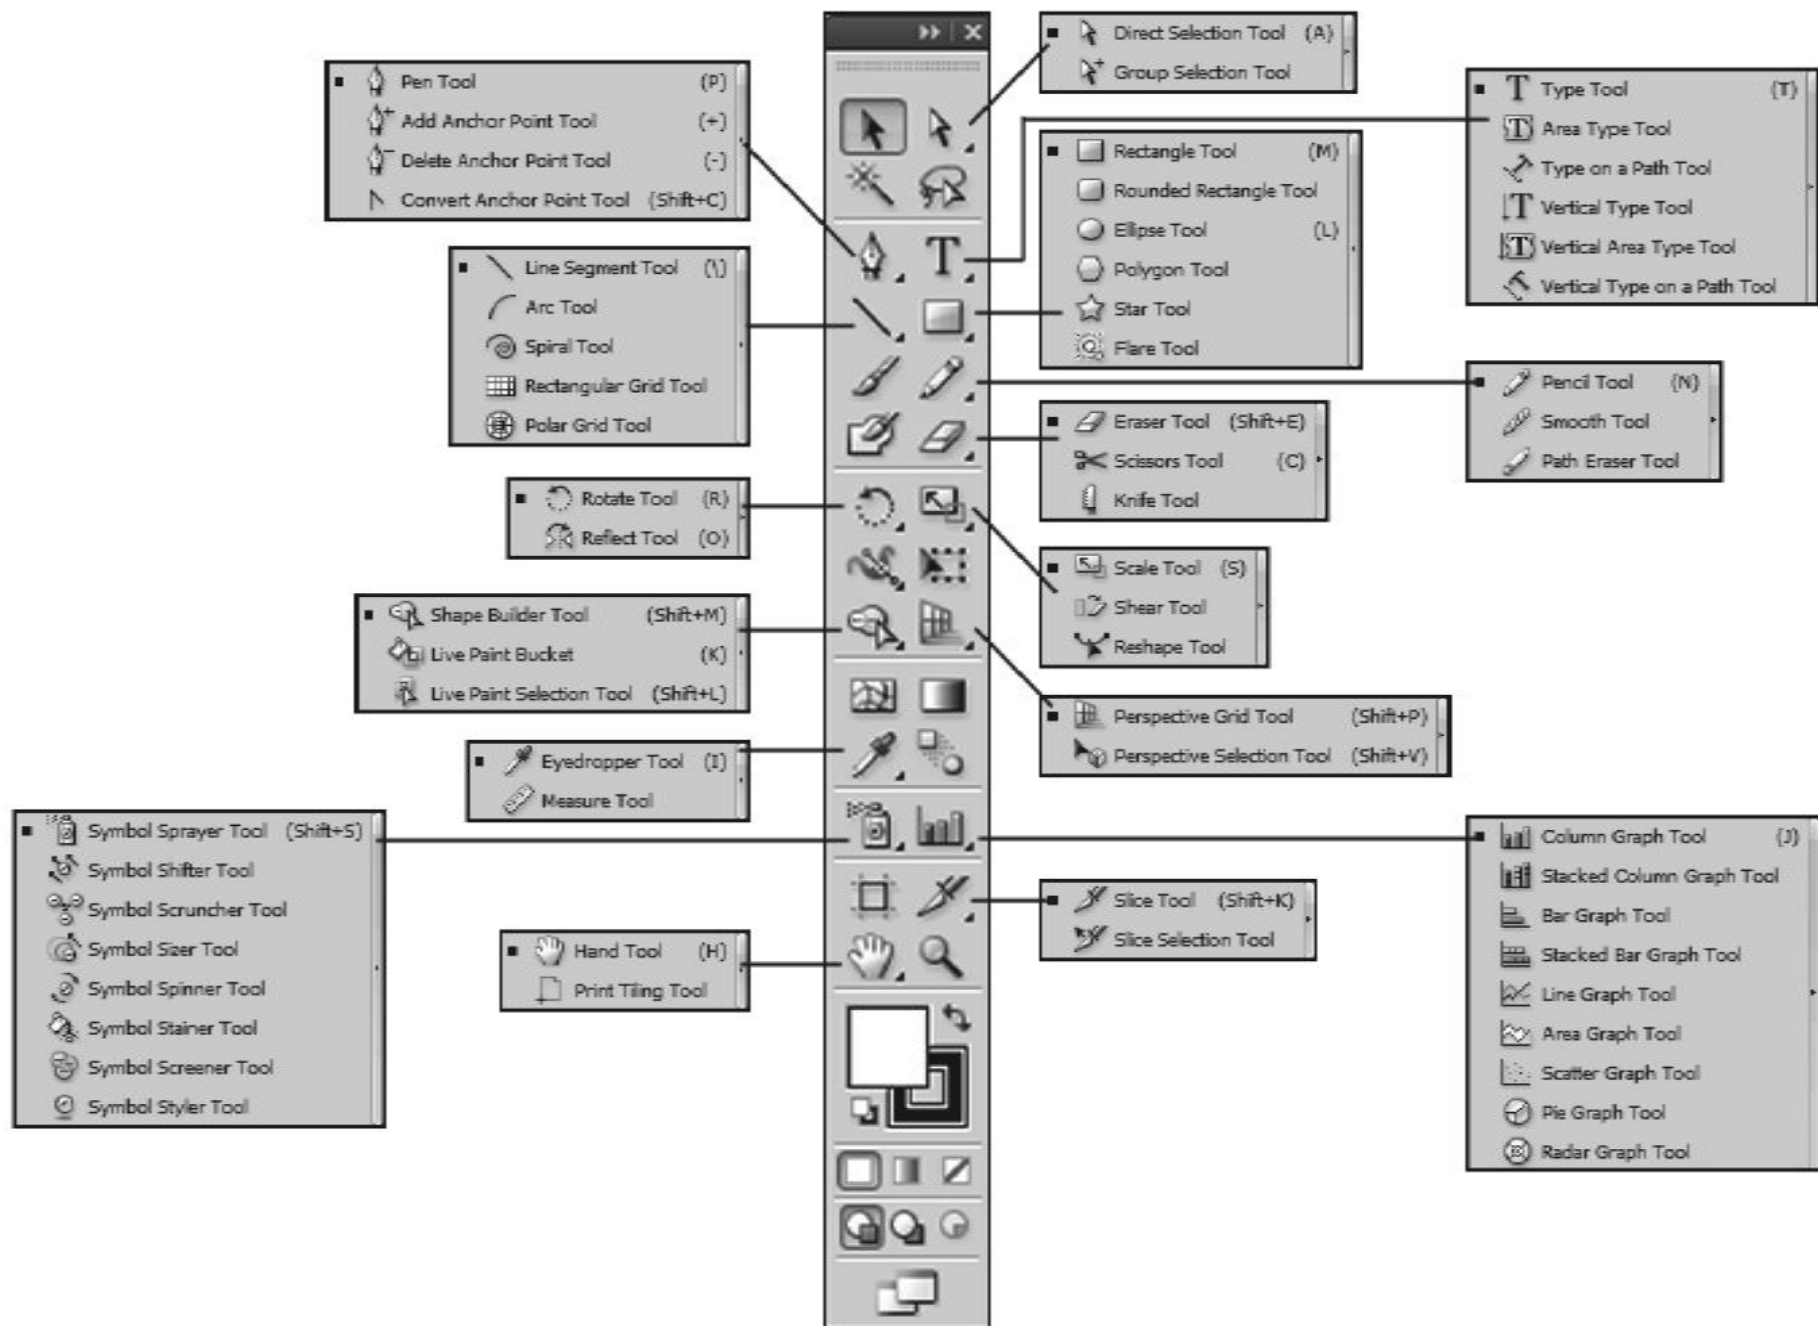 Pen Tool (P)
Add Anchor Point Tool (+)
Delete Anchor Point Tool (-)
Convert Anchor Point Tool (Shift+C)
Line Segment Tool (\)
Arc Tool
Spiral Tool
Rectangular Grid Tool
Polar Grid Tool
Rotate Tool (R)
Reflect Tool (O)
Shape Builder Tool (Shift+M)
Live Paint Bucket (K)
Live Paint Selection Tool (Shift+L)
Eyedropper Tool (I)
Measure Tool
Symbol Sprayer Tool (Shift+S)
Symbol Shifter Tool
Symbol Scruncher Tool
Symbol Sizer Tool
Symbol Spinner Tool
Symbol Stainer Tool
Symbol Screener Tool
Symbol Styler Tool
Hand Tool (H)
Print Tiling Tool
Direct Selection Tool (A)
Group Selection Tool
Rectangle Tool (M)
Rounded Rectangle Tool
Ellipse Tool (L)
Polygon Tool
Star Tool
Flare Tool
Eraser Tool (Shift+E)
Scissors Tool (C)
Knife Tool
Scale Tool (S)
Shear Tool
Reshape Tool
Perspective Grid Tool (Shift+P)
Perspective Selection Tool (Shift+V)
Slice Tool (Shift+K)
Slice Selection Tool
Type Tool (T)
Area Type Tool
Type on a Path Tool
Vertical Type Tool
Vertical Area Type Tool
Vertical Type on a Path Tool
Pencil Tool (N)
Smooth Tool
Path Eraser Tool
Column Graph Tool (J)
Stacked Column Graph Tool
Bar Graph Tool
Stacked Bar Graph Tool
Line Graph Tool
Area Graph Tool
Scatter Graph Tool
Pie Graph Tool
Radar Graph Tool